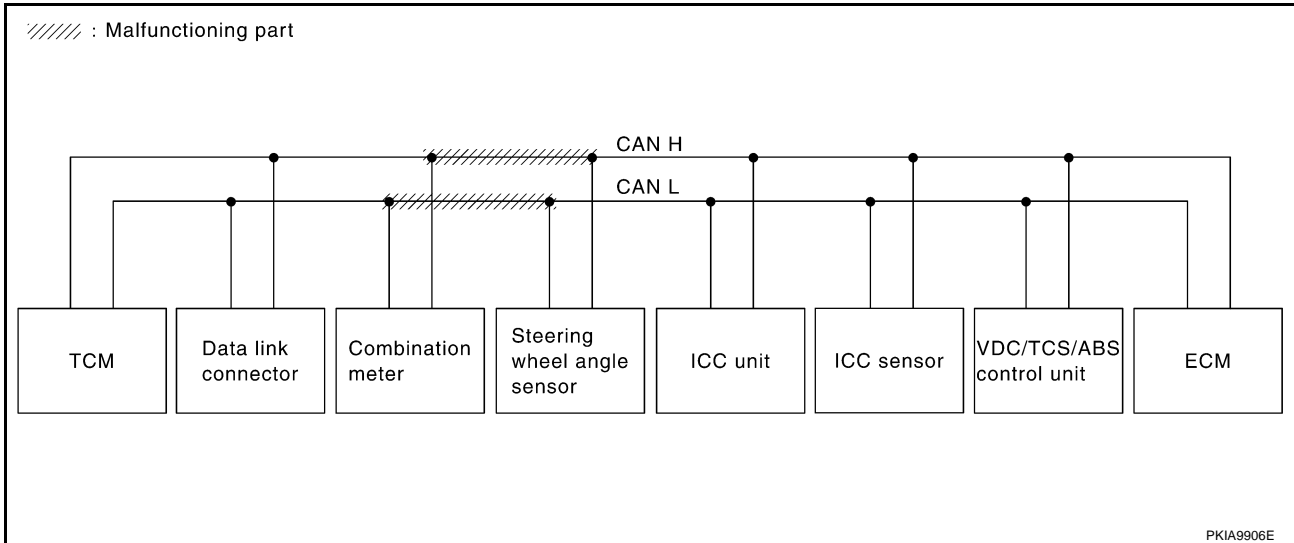 : Malfunctioning part
CAN H
CAN L
TCM
Data link
connector
Combination
meter
Steering
wheel angle
sensor
ICC unit
ICC sensor
VDC/TCS/ABS
control unit
ECM
PKIA9906E